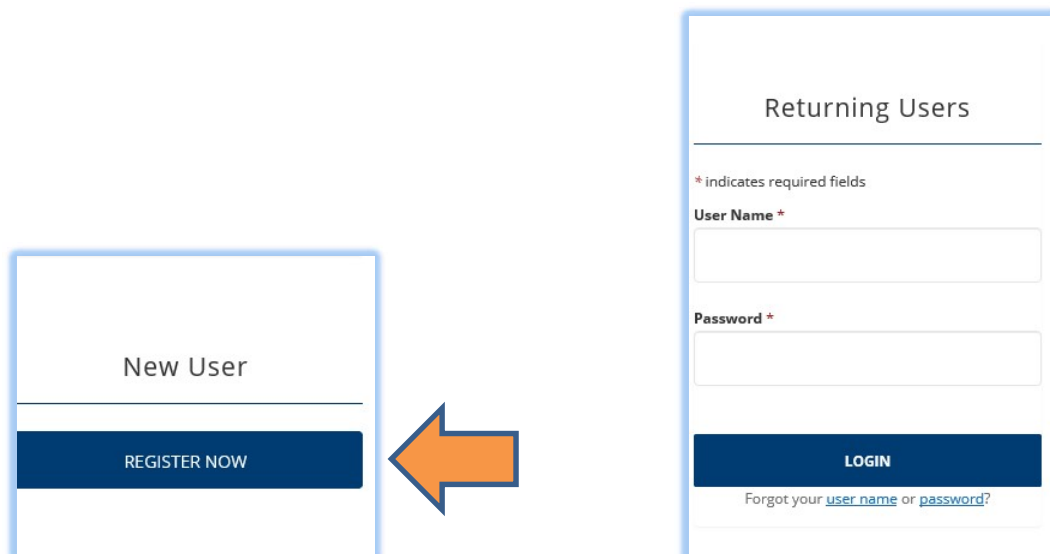 New User
REGISTER NOW
Returning Users
* indicates required fields
User Name *
Password *
LOGIN
Forgot your user name or password?